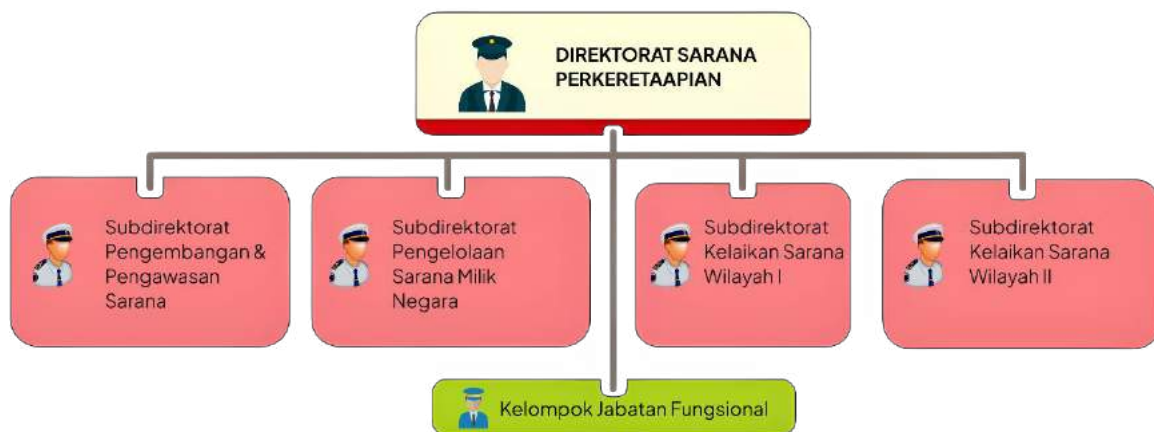 DIREKTORAT SARANA
PERKERETAAPIAN
Subdirektorat
Pengembangan &
Pengawasan
Sarana
Subdirektorat
Pengelolaan
Sarana Milik
Negara
Subdirektorat
Kelaikan Sarana
Wilayah I
Subdirektorat
Kelaikan Sarana
Wilayah II
Kelompok Jabatan Fungsional